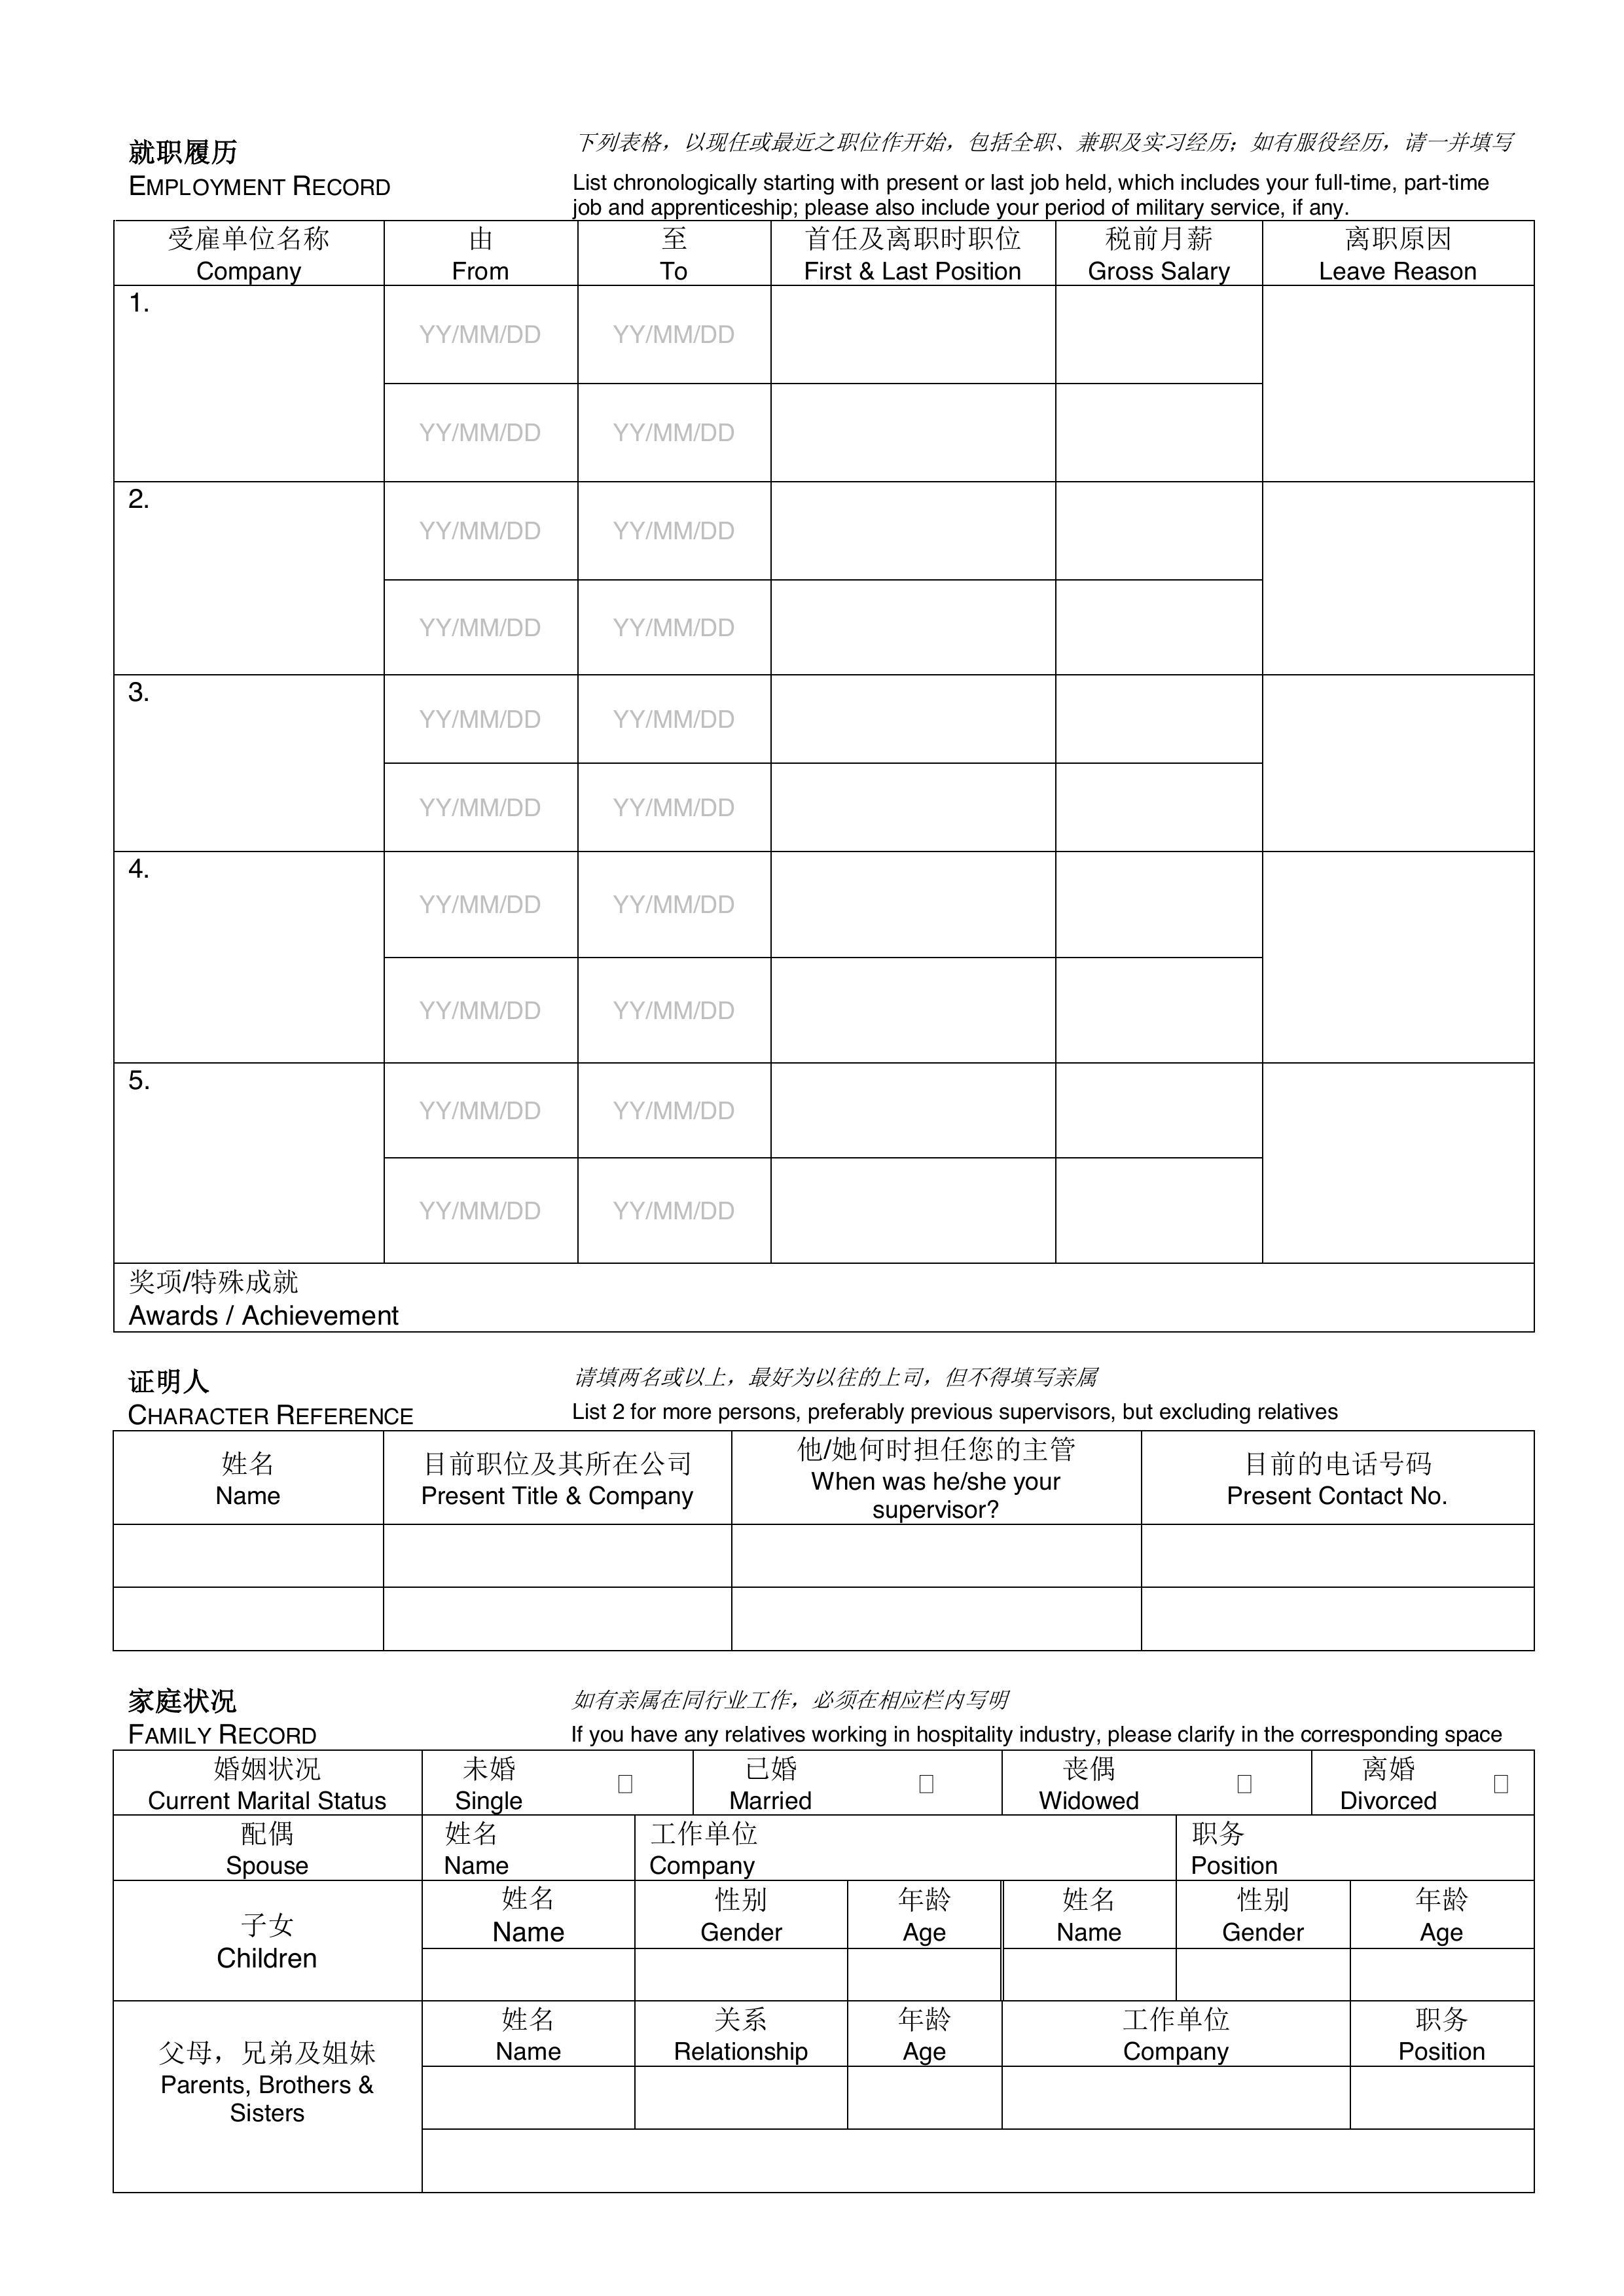 就职履历
EMPLOYMENT RECORD
下列表格，以现任或最近之职位作开始，包括全职、兼职及实习经历；如有服役经历，请一并填写
List chronologically starting with present or last job held, which includes your full-time, part-time
job and apprenticeship; please also include your period of military service, if any.
受雇单位名称 由 至 首任及离职时职位 税前月薪 离职原因
Company From To First & Last Position Gross Salary Leave Reason
1.
YY/MM/DD YY/MM/DD
YY/MM/DD YY/MM/DD
2.
YY/MM/DD YY/MM/DD
YY/MM/DD YY/MM/DD
3.
YY/MM/DD YY/MM/DD
YY/MM/DD YY/MM/DD
4.
YY/MM/DD YY/MM/DD
YY/MM/DD YY/MM/DD
5.
YY/MM/DD YY/MM/DD
YY/MM/DD YY/MM/DD
奖项/特殊成就
Awards / Achievement
证明人
CHARACTER REFERENCE
请填两名或以上，最好为以往的上司，但不得填写亲属
List 2 for more persons, preferably previous supervisors, but excluding relatives
姓名
Name
目前职位及其所在公司
Present Title & Company
他/她何时担任您的主管
When was he/she your
supervisor?
目前的电话号码
Present Contact No.
家庭状况
FAMILY RECORD
如有亲属在同行业工作，必须在相应栏内写明
If you have any relatives working in hospitality industry, please clarify in the corresponding space
婚姻状况 未婚 已婚 丧偶 离婚
Current Marital Status Single □ Married □ Widowed □ Divorced □
配偶 姓名 工作单位 职务
Spouse Name Company Position
子女
Children
姓名 性别 年龄 姓名 性别 年龄
Name Gender Age Name Gender Age
父母，兄弟及姐妹
Parents, Brothers &
Sisters
姓名 关系 年龄 工作单位 职务
Name Relationship Age Company Position